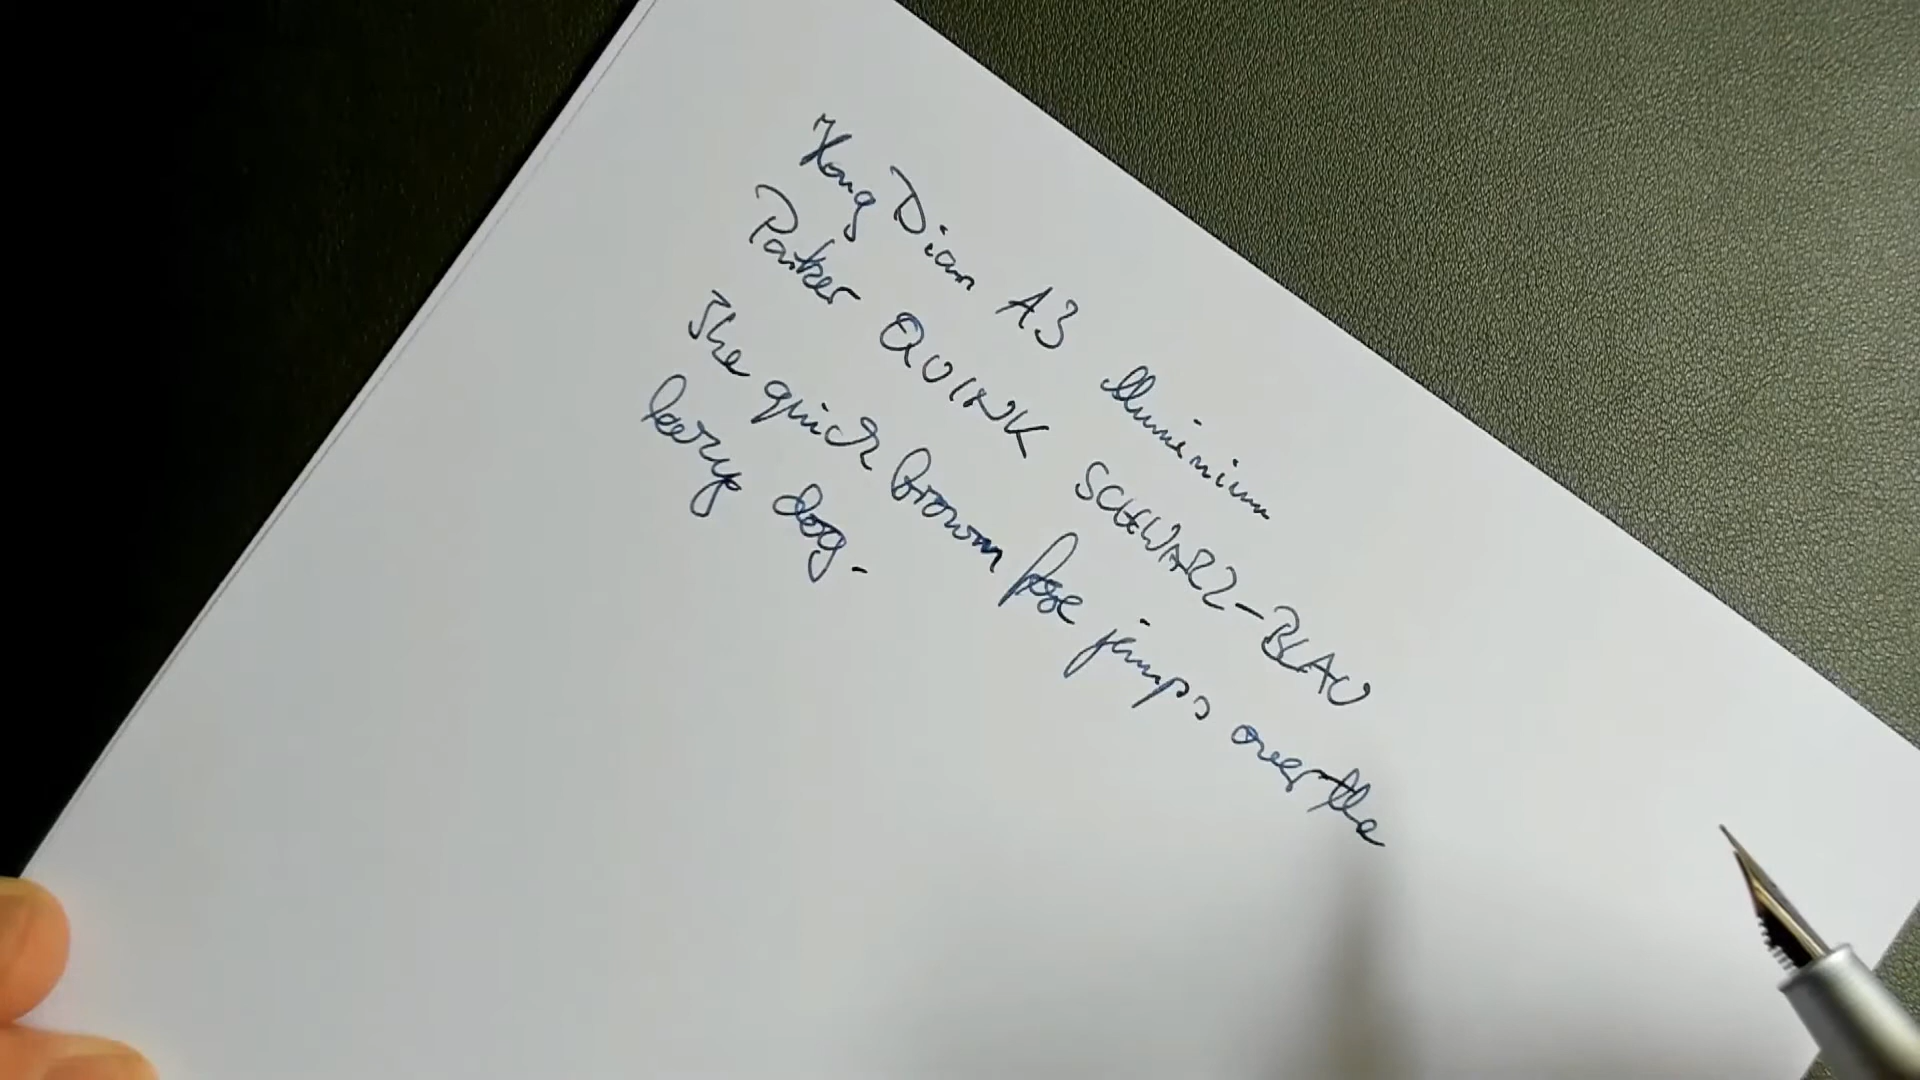 Hong Dian A3 Aluminium
Parker QUINK SCHWARZ-BLAU
The quick brown fox jumps over the
lazy dog.